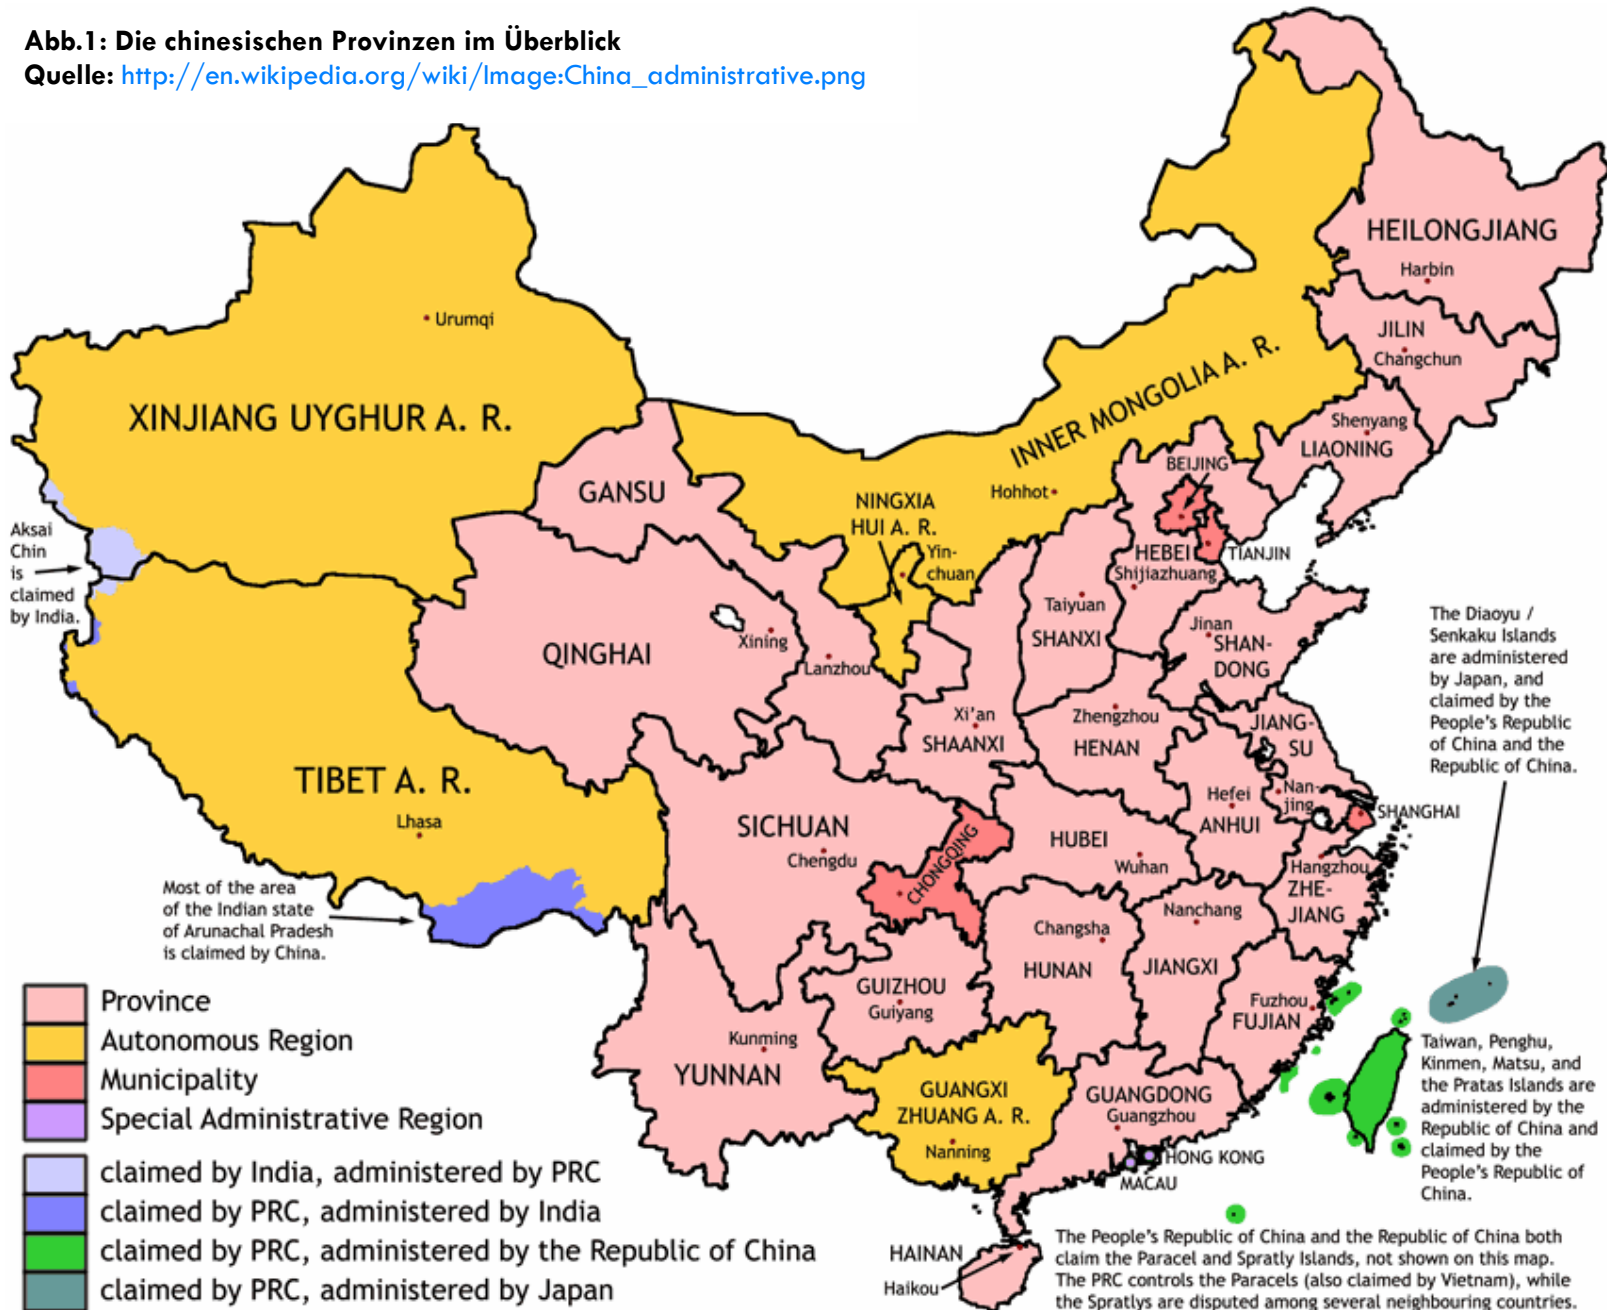 Abb.1: Die chinesischen Provinzen im Überblick
Quelle: http://en.wikipedia.org/wiki/Image:China_administrative.png
HEILONGJIANG
Harbin
JILIN
Changchun
Urumqi
XINJIANG UYGHUR A. R.
INNER MONGOLIA A. R.
Shenyang
LIAONING
BEIJING
GANSU
Hohhot
NINGXIA
HUI A. R.
Yin-
chuan
HEBEI
TIANJIN
Shijiazhuang
Aksai
Chin
is
claimed
by India.
Taiyuan
SHANXI
Jinan
SHAN-
DONG
The Diaoyu /
Senkaku Islands
are administered
by Japan, and
claimed by the
People's Republic
of China and the
Republic of China.
QINGHAI
Xining
Lanzhou
Xi'an
SHAANXI
Zhengzhou
HENAN
JIANG-
SU
TIBET A. R.
Lhasa
SICHUAN
Chengdu
CHONGQING
HUBEI
Wuhan
Hefei
ANHUI
Nan-
jing
SHANGHAI
Hangzhou
ZHE-
JIANG
Most of the area
of the Indian state
of Arunachal Pradesh
is claimed by China.
Changsha
HUNAN
Nanchang
JIANGXI
GUIZHOU
Guiyang
Fuzhou
FUJIAN
Kunming
YUNNAN
GUANGXI
ZHUANG A. R.
Nanning
GUANGDONG
Guangzhou
HONG KONG
MACAU
Taiwan, Penghu,
Kinmen, Matsu, and
the Pratas Islands are
administered by the
Republic of China and
claimed by the
People's Republic of
China.
HAINAN
Haikou
The People's Republic of China and the Republic of China both
claim the Paracel and Spratly Islands, not shown on this map.
The PRC controls the Paracels (also claimed by Vietnam), while
the Spratlys are disputed among several neighbouring countries.
Province
Autonomous Region
Municipality
Special Administrative Region
claimed by India, administered by PRC
claimed by PRC, administered by India
claimed by PRC, administered by the Republic of China
claimed by PRC, administered by Japan